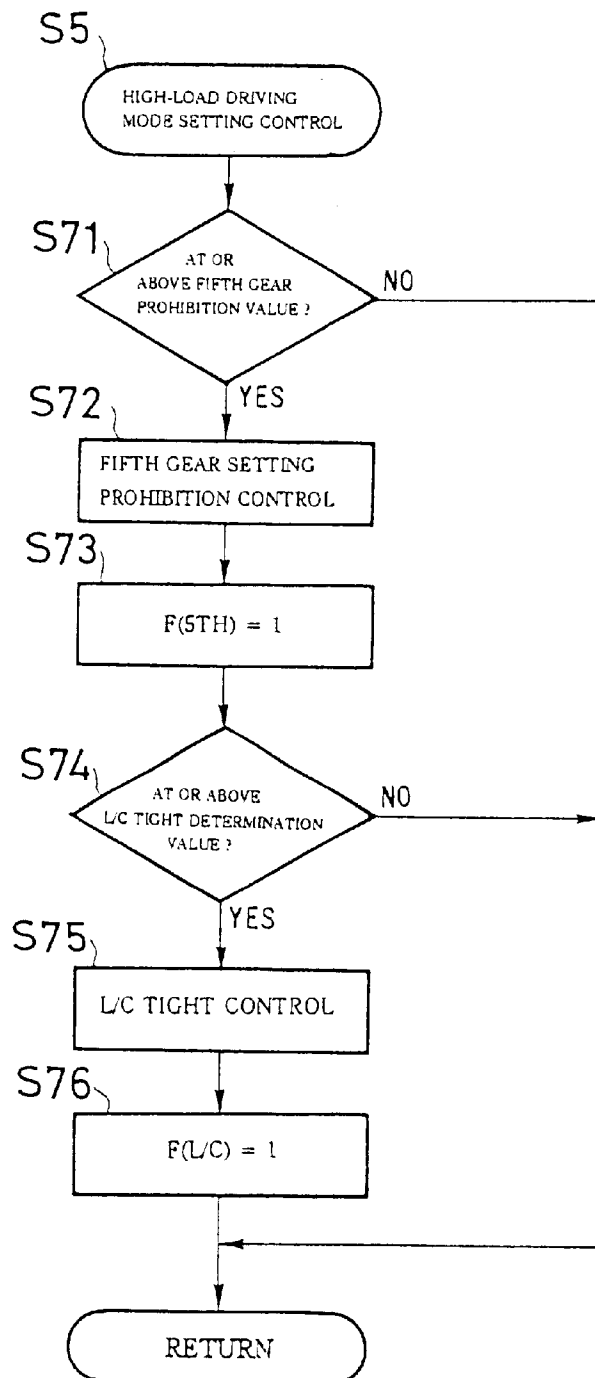 S5
HIGH-LOAD DRIVING
MODE SETTING CONTROL
S71
AT OR
ABOVE FIFTH GEAR
PROHIBITION VALUE ?
NO
YES
S72
FIFTH GEAR SETTING
PROHIBITION CONTROL
S73
F(5TH) = 1
S74
AT OR ABOVE
L/C TIGHT DETERMINATION
VALUE ?
NO
YES
S75
L/C TIGHT CONTROL
S76
F(L/C) = 1
RETURN